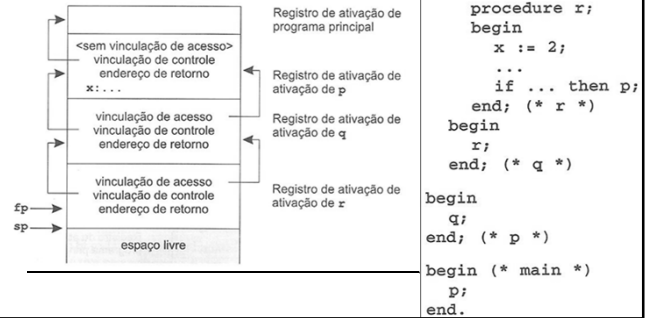 Registro de ativação de
programa principal
<sem vinculação de acesso>
vinculação de controle
endereço de retorno
x:...
Registro de ativação de
ativação de p
vinculação de acesso
vinculação de controle
endereço de retorno
Registro de ativação de
ativação de q
vinculação de acesso
vinculação de controle
endereço de retorno
Registro de ativação de
ativação de r
fp
sp
espaço livre
procedure r;
begin
x := 2;
...
if ... then p;
end; (* r *)
begin
r;
end; (* q *)
begin
q;
end; (* p *)
begin (* main *)
p;
end.